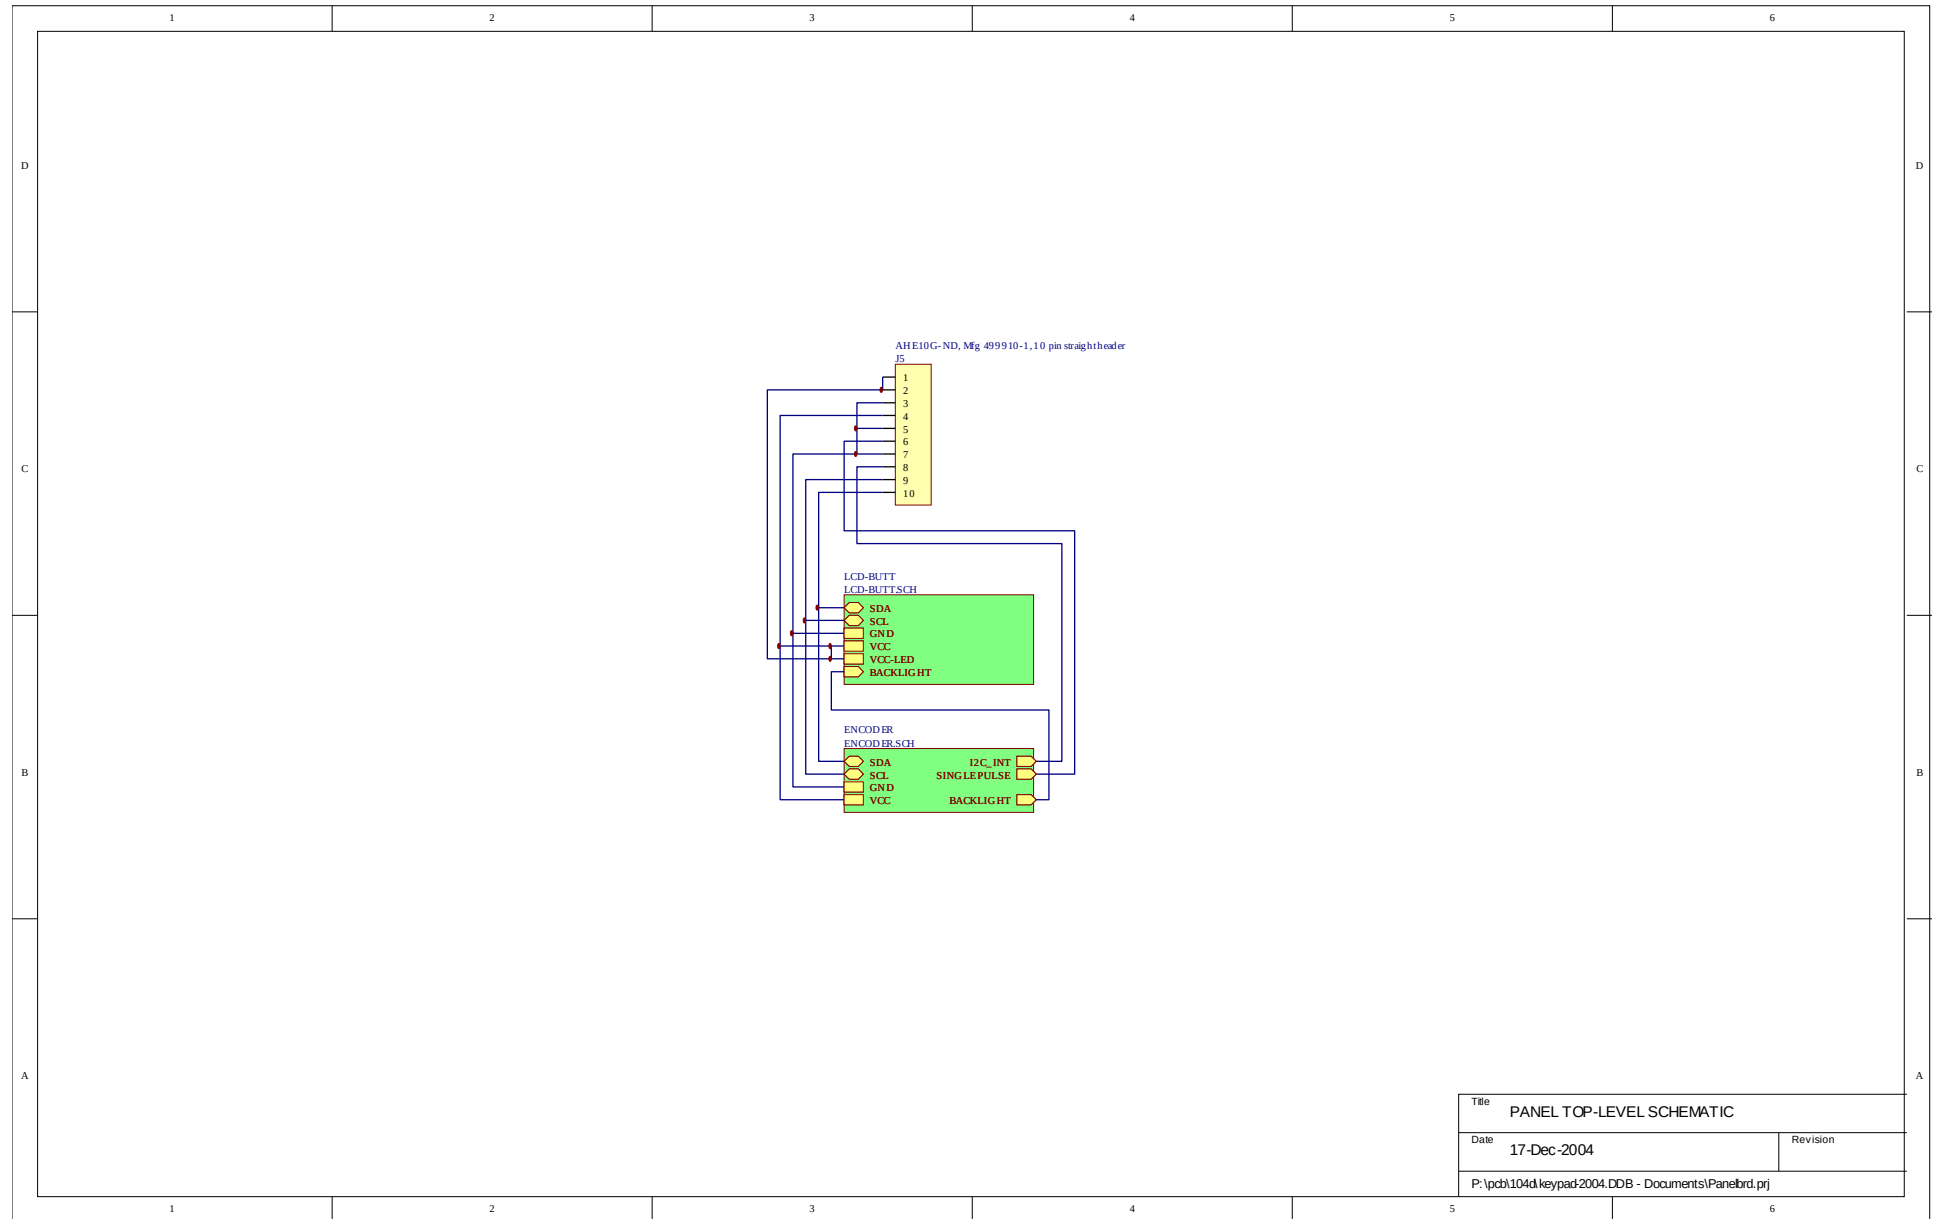 1 2 3 4 5 6
D D
C C
B B
A A
AHE10G-ND, Mfg 499910-1, 10 pin straight header
J5
1
2
3
4
5
6
7
8
9
10
LCD-BUTT
LCD-BUTT.SCH
SDA
SCL
GND
VCC
VCC-LED
BACKLIGHT
ENCODER
ENCODER.SCH
SDA I2C_INT
SCL SINGLEPULSE
GND
VCC BACKLIGHT
Title PANEL TOP-LEVEL SCHEMATIC
Date 17-Dec-2004 Revision
P:\pcb\104d\keypad-2004.DDB - Documents\Panelbrd.prj
1 2 3 4 5 6